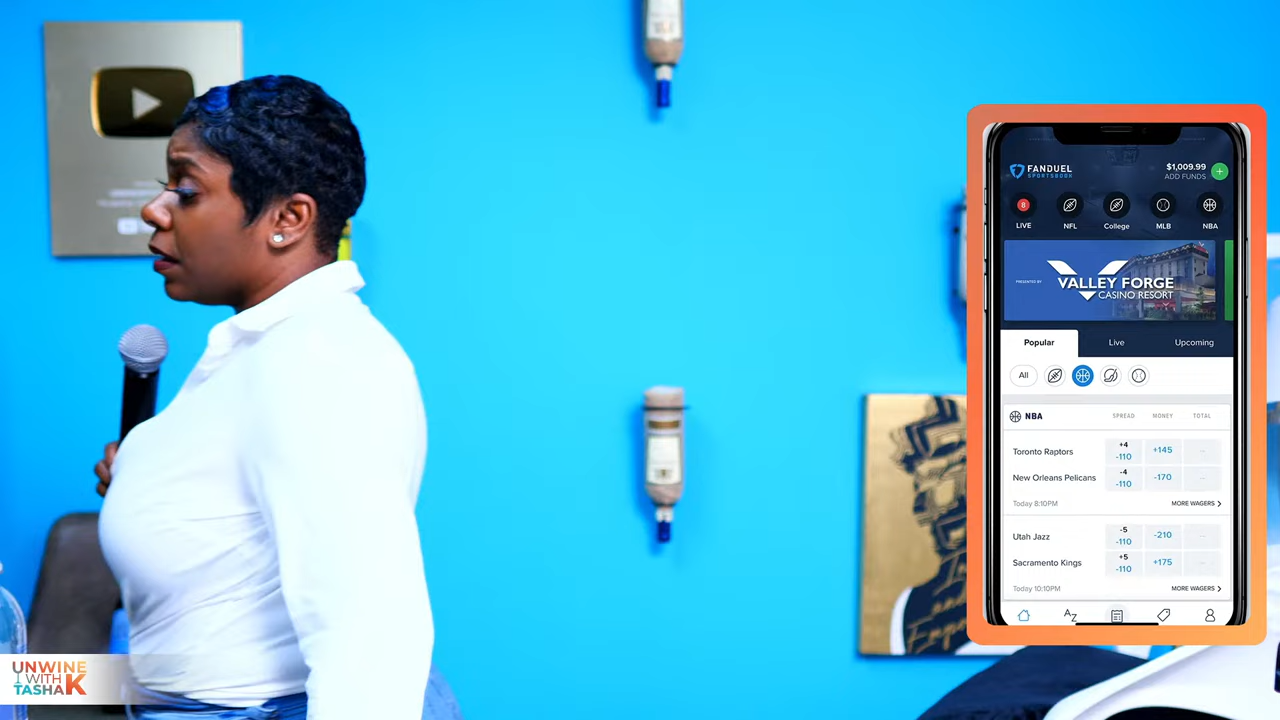 FANDUEL
SPORTSBOOK
$1,009.99
ADD FUNDS
+
8
LIVE
NFL
College
MLB
NBA
PRESENTED BY
VALLEY FORGE
CASINO RESORT
Popular
Live
Upcoming
All
NBA
SPREAD
MONEY
TOTAL
Toronto Raptors
+4
-110
+145
New Orleans Pelicans
-4
-110
-170
Today 8:10PM
MORE WAGERS
Utah Jazz
-5
-110
-210
Sacramento Kings
+5
-110
+175
Today 10:10PM
MORE WAGERS
AZ
UNWINE
WITH
TASHA K